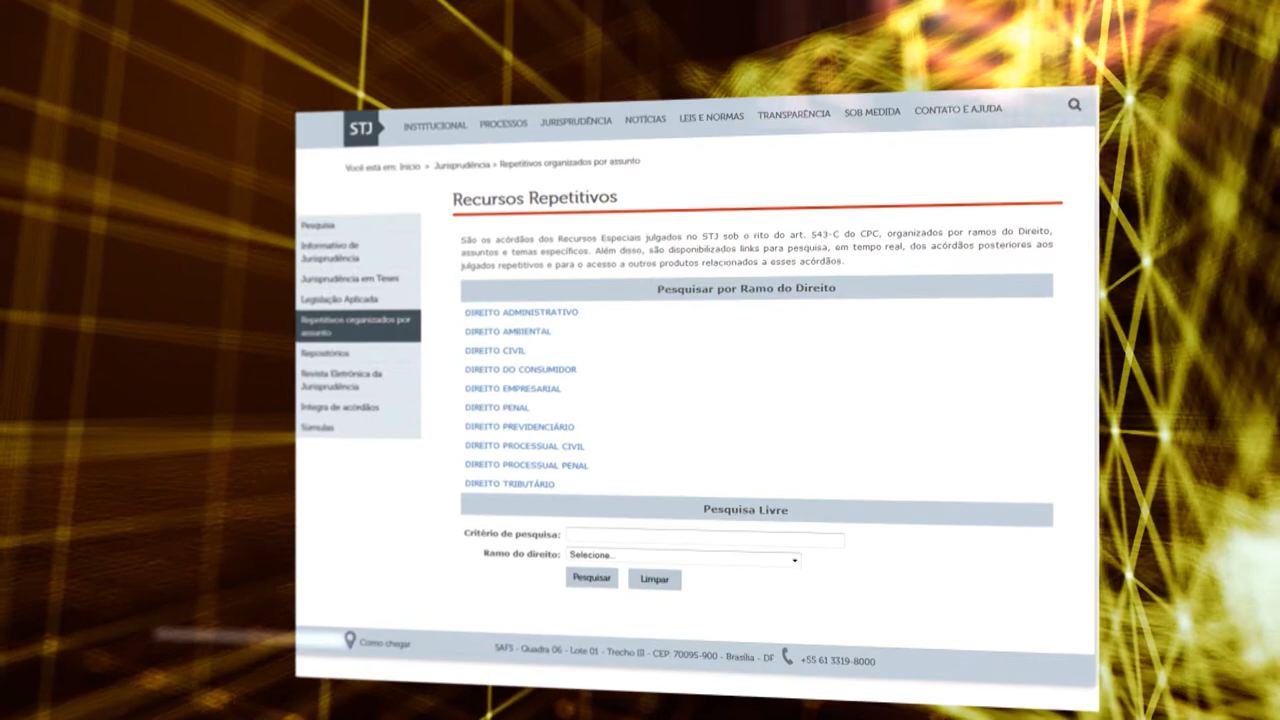 STJ
INSTITUCIONAL PROCESSOS JURISPRUDÊNCIA NOTÍCIAS LEIS E NORMAS TRANSPARÊNCIA SOB MEDIDA CONTATO E AJUDA
Você está em: Início > Jurisprudência > Repetitivos organizados por assunto
Pesquisa
Informativo de
Jurisprudência
Jurisprudência em Teses
Legislação Aplicada
Repetitivos organizados por
assunto
Repositórios
Revista Eletrônica da
Jurisprudência
Íntegra de acórdãos
Súmulas
Recursos Repetitivos
São os acórdãos dos Recursos Especiais julgados no STJ sob o rito do art. 543-C do CPC, organizados por ramos do Direito,
assuntos e temas específicos. Além disso, são disponibilizados links para pesquisa, em tempo real, dos acórdãos posteriores aos
julgados repetitivos e para o acesso a outros produtos relacionados a esses acórdãos.
Pesquisar por Ramo do Direito
DIREITO ADMINISTRATIVO
DIREITO AMBIENTAL
DIREITO CIVIL
DIREITO DO CONSUMIDOR
DIREITO EMPRESARIAL
DIREITO PENAL
DIREITO PREVIDENCIÁRIO
DIREITO PROCESSUAL CIVIL
DIREITO PROCESSUAL PENAL
DIREITO TRIBUTÁRIO
Pesquisa Livre
Critério de pesquisa:
Ramo do direito: Selecione...
Pesquisar Limpar
Como chegar
SAFS - Quadra 06 - Lote 01 - Trecho III - CEP: 70095-900 - Brasília - DF +55 61 3319-8000